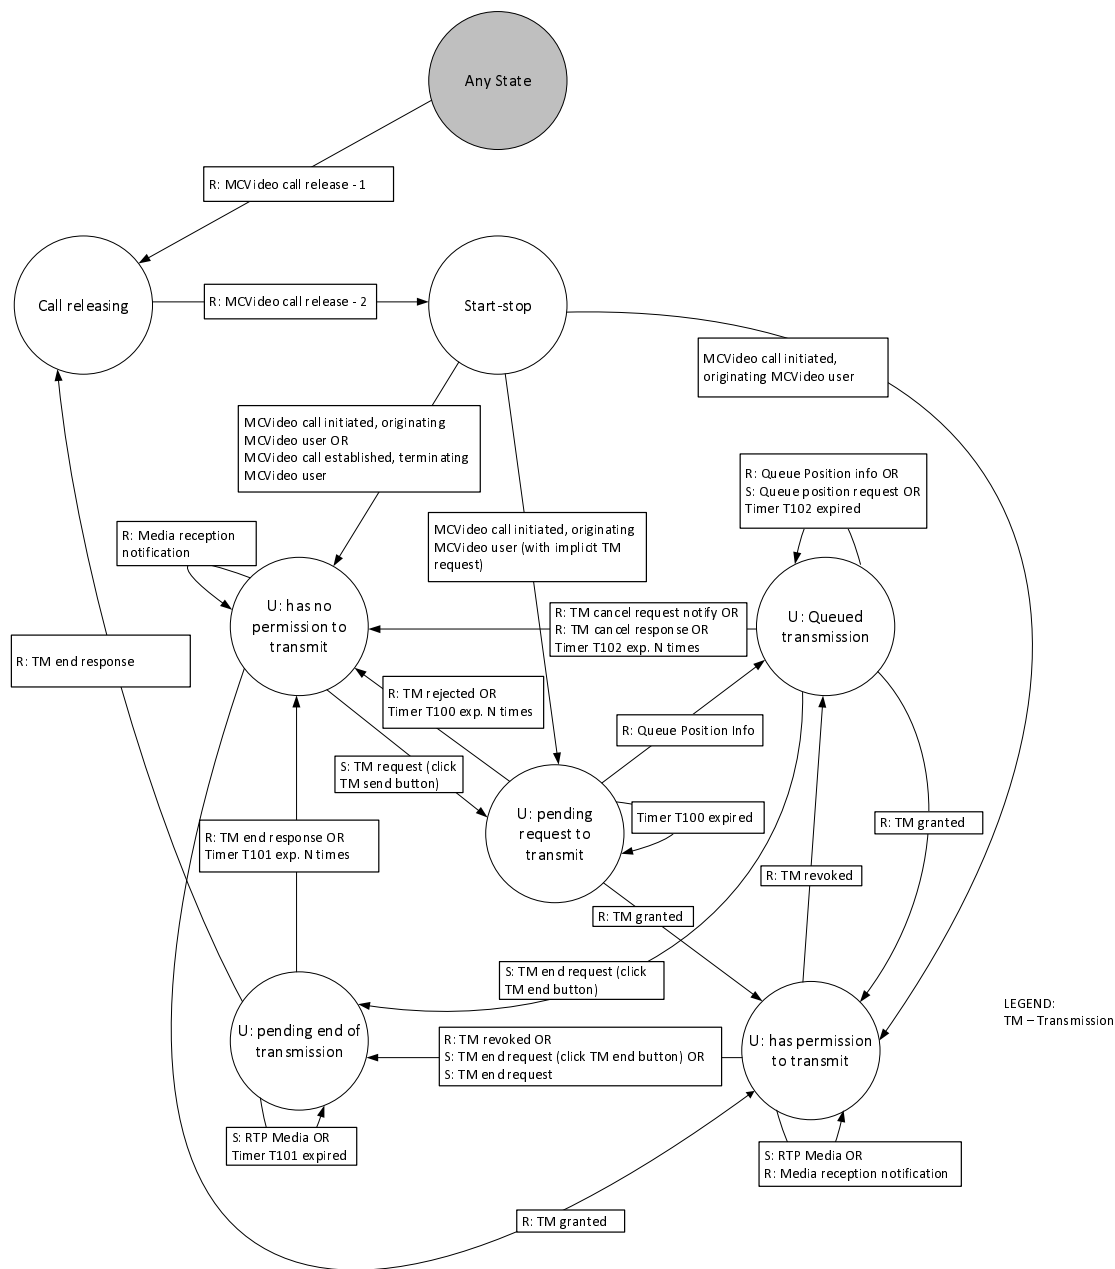 Any State
R: MCVideo call release - 1
Call releasing
R: MCVideo call release - 2
Start-stop
MCVideo call initiated,
originating MCVideo user
MCVideo call initiated, originating
MCVideo user OR
MCVideo call established, terminating
MCVideo user
R: Queue Position info OR
S: Queue position request OR
Timer T102 expired
MCVideo call initiated, originating
MCVideo user (with implicit TM
request)
R: Media reception
notification
U: has no
permission to
transmit
R: TM cancel request notify OR
R: TM cancel response OR
Timer T102 exp. N times
U: Queued
transmission
R: TM end response
R: TM rejected OR
Timer T100 exp. N times
R: Queue Position Info
S: TM request (click
TM send button)
U: pending
request to
transmit
Timer T100 expired
R: TM granted
R: TM end response OR
Timer T101 exp. N times
R: TM revoked
R: TM granted
S: TM end request (click
TM end button)
LEGEND:
TM – Transmission
U: pending end of
transmission
R: TM revoked OR
S: TM end request (click TM end button) OR
S: TM end request
U: has permission
to transmit
S: RTP Media OR
Timer T101 expired
S: RTP Media OR
R: Media reception notification
R: TM granted